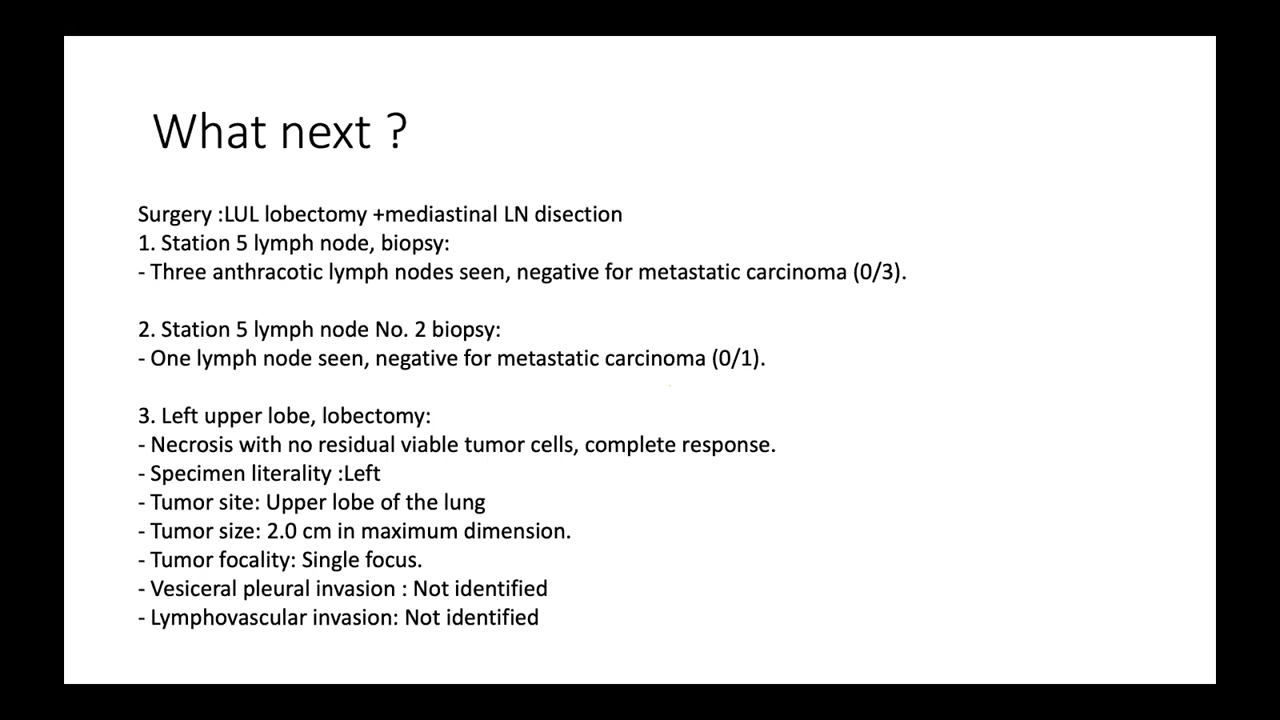 What next ?
Surgery :LUL lobectomy +mediastinal LN disection
1. Station 5 lymph node, biopsy:
- Three anthracotic lymph nodes seen, negative for metastatic carcinoma (0/3).
2. Station 5 lymph node No. 2 biopsy:
- One lymph node seen, negative for metastatic carcinoma (0/1).
3. Left upper lobe, lobectomy:
- Necrosis with no residual viable tumor cells, complete response.
- Specimen literality :Left
- Tumor site: Upper lobe of the lung
- Tumor size: 2.0 cm in maximum dimension.
- Tumor focality: Single focus.
- Vesiceral pleural invasion : Not identified
- Lymphovascular invasion: Not identified